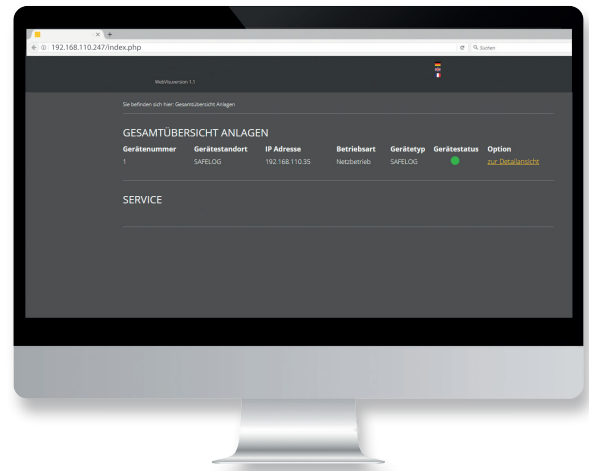 192.168.110.247/index.php
Suchen
WebVisuversion 1.1
Sie befinden sich hier: Gesamtübersicht Anlagen
GESAMTÜBERSICHT ANLAGEN
Gerätenummer Gerätestandort IP Adresse Betriebsart Gerätetyp Gerätestatus Option
1 SAFELOG 192.168.110.35 Netzbetrieb SAFELOG zur Detailansicht
SERVICE